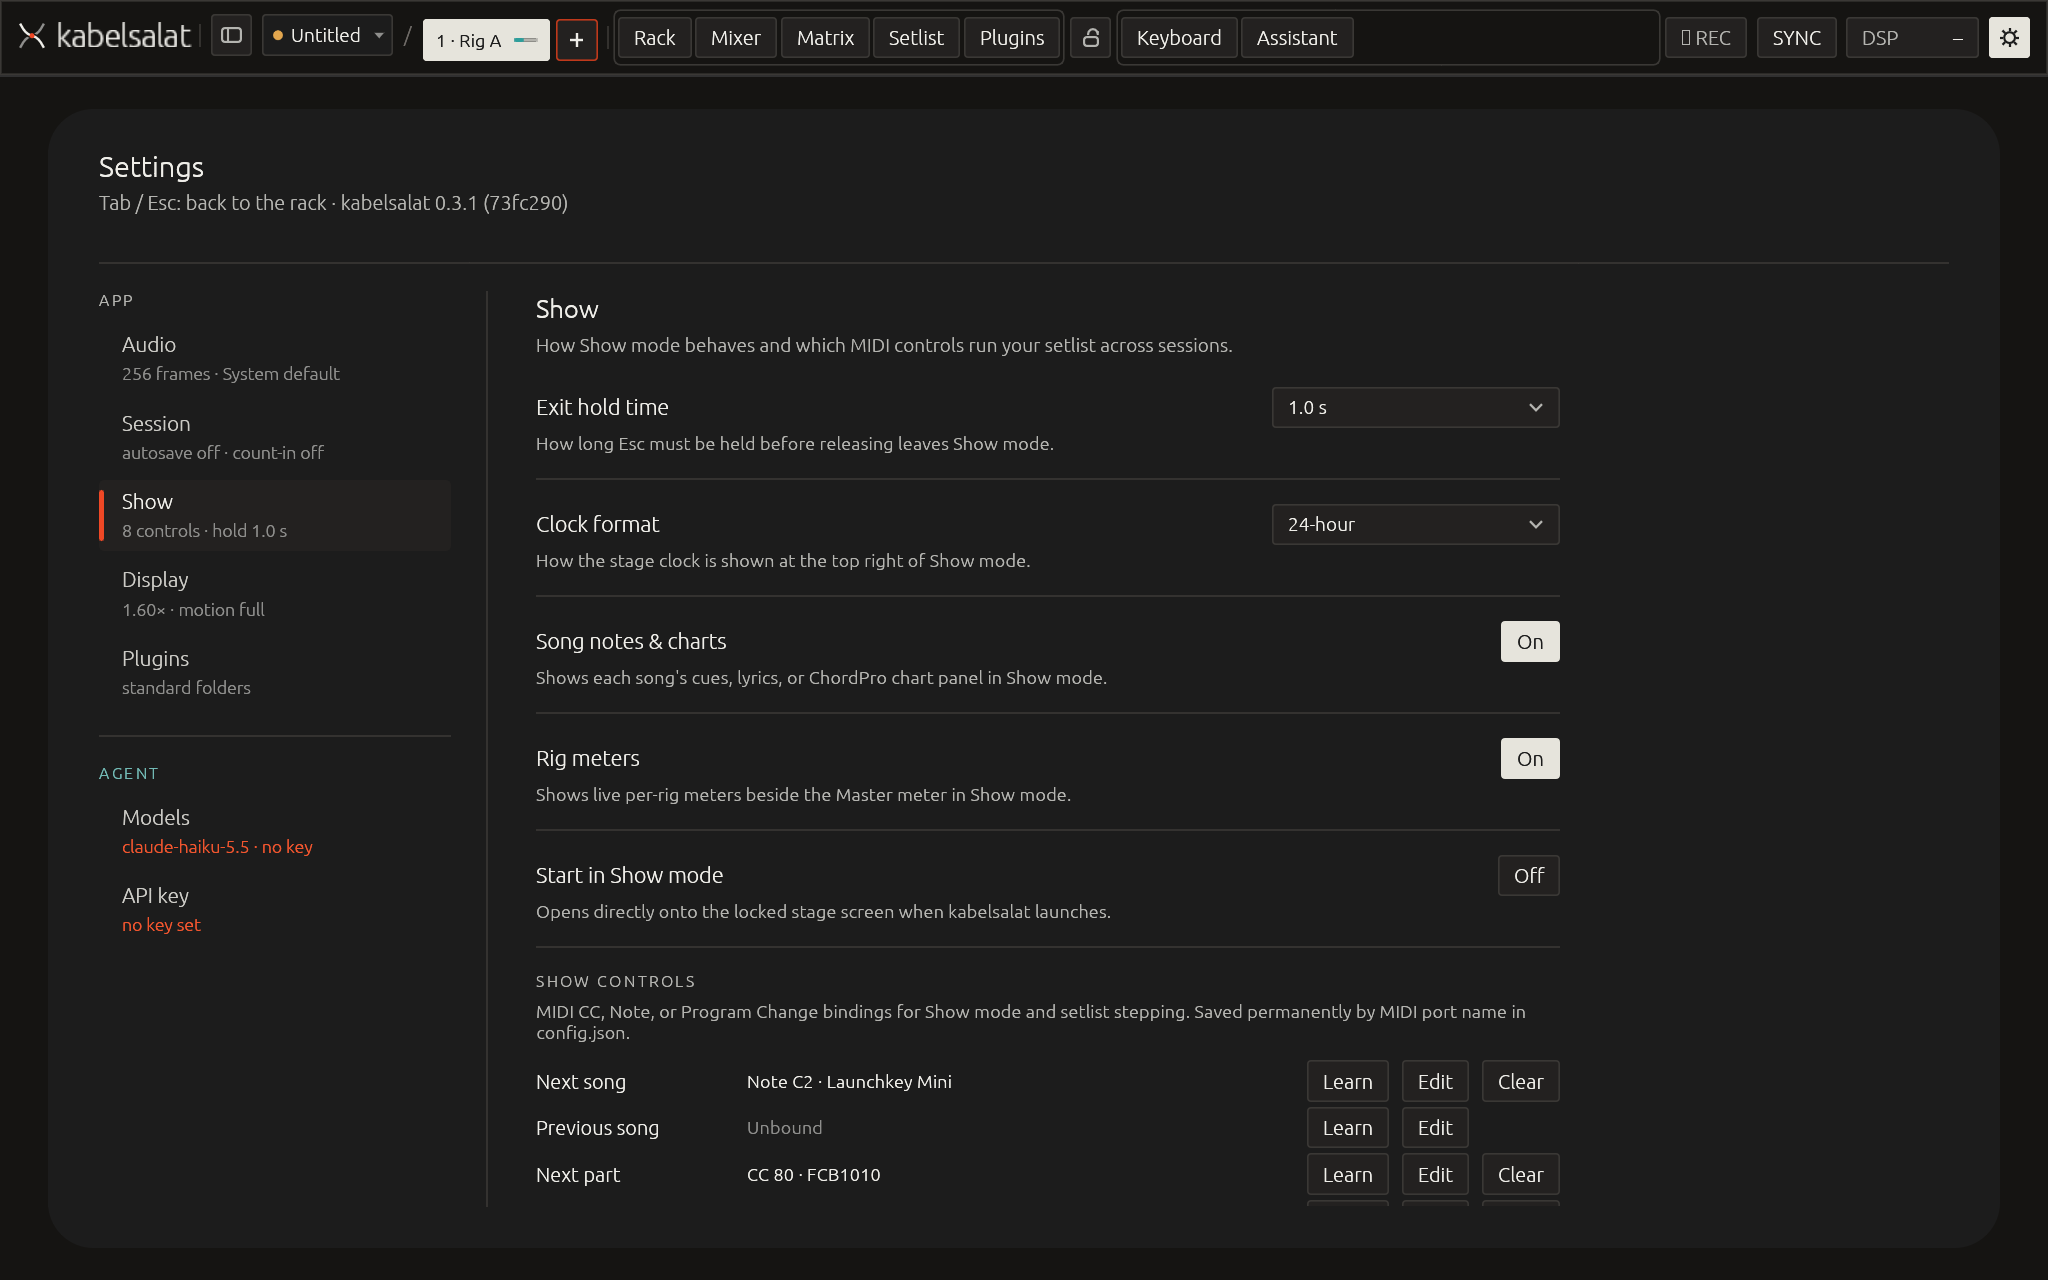 kabelsalat
Untitled
/
1 · Rig A
+
Rack
Mixer
Matrix
Setlist
Plugins
Keyboard
Assistant
REC
SYNC
DSP –
Settings
Tab / Esc: back to the rack · kabelsalat 0.3.1 (73fc290)
APP
Audio
256 frames · System default
Session
autosave off · count-in off
Show
8 controls · hold 1.0 s
Display
1.60× · motion full
Plugins
standard folders
AGENT
Models
claude-haiku-5.5 · no key
API key
no key set
Show
How Show mode behaves and which MIDI controls run your setlist across sessions.
Exit hold time
1.0 s
How long Esc must be held before releasing leaves Show mode.
Clock format
24-hour
How the stage clock is shown at the top right of Show mode.
Song notes & charts
On
Shows each song's cues, lyrics, or ChordPro chart panel in Show mode.
Rig meters
On
Shows live per-rig meters beside the Master meter in Show mode.
Start in Show mode
Off
Opens directly onto the locked stage screen when kabelsalat launches.
SHOW CONTROLS
MIDI CC, Note, or Program Change bindings for Show mode and setlist stepping. Saved permanently by MIDI port name in
config.json.
Next song Note C2 · Launchkey Mini Learn Edit Clear
Previous song Unbound Learn Edit
Next part CC 80 · FCB1010 Learn Edit Clear